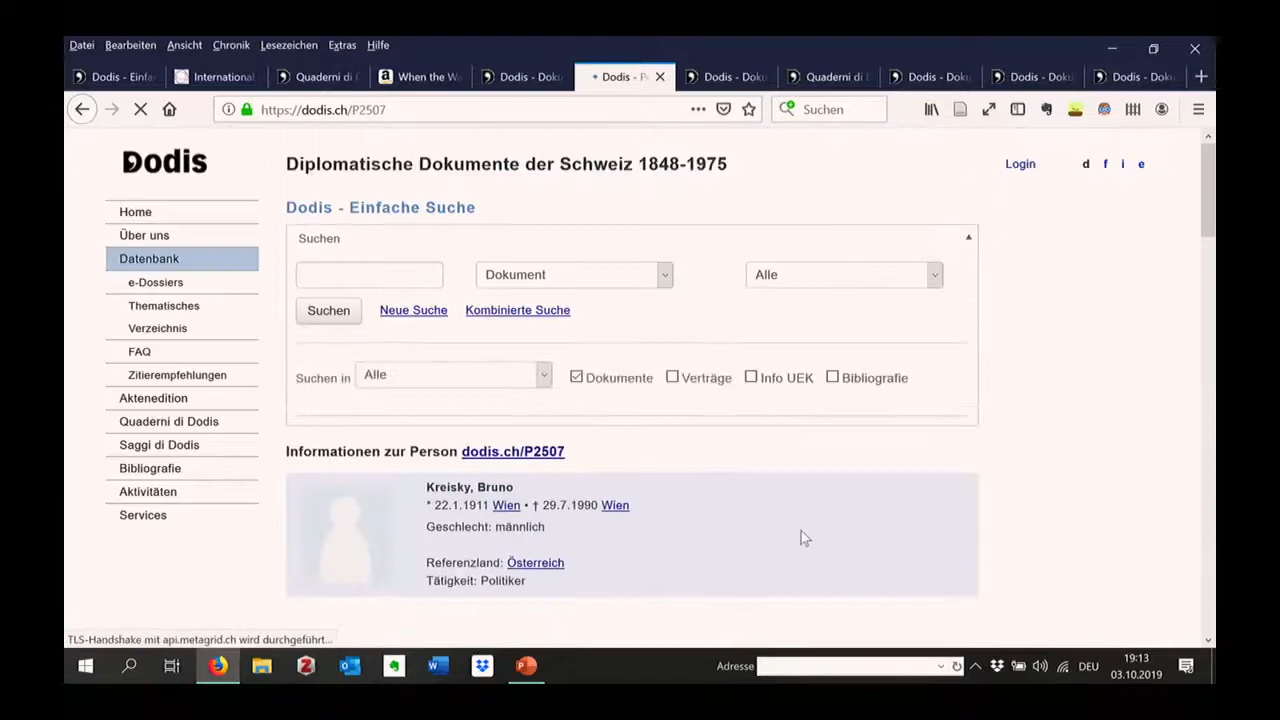 Datei Bearbeiten Ansicht Chronik Lesezeichen Extras Hilfe
Dodis - Einfa International Quaderni di Dodis - When the Wa Dodis - Doku Dodis - P Dodis - Doku Quaderni di Dodis - Doku Dodis - Doku Dodis - Doku
https://dodis.ch/P2507 Suchen
Dodis
Diplomatische Dokumente der Schweiz 1848-1975
Login d f i e
Home
Über uns
Datenbank
e-Dossiers
Thematisches
Verzeichnis
FAQ
Zitierempfehlungen
Aktenedition
Quaderni di Dodis
Saggi di Dodis
Bibliografie
Aktivitäten
Services
Dodis - Einfache Suche
Suchen
Dokument Alle
Suchen Neue Suche Kombinierte Suche
Suchen in Alle Dokumente Verträge Info UEK Bibliografie
Informationen zur Person dodis.ch/P2507
Kreisky, Bruno
* 22.1.1911 Wien • † 29.7.1990 Wien
Geschlecht: männlich
Referenzland: Österreich
Tätigkeit: Politiker
TLS-Handshake mit api.metagrid.ch wird durchgeführt...
Adresse DEU 19:13
03.10.2019